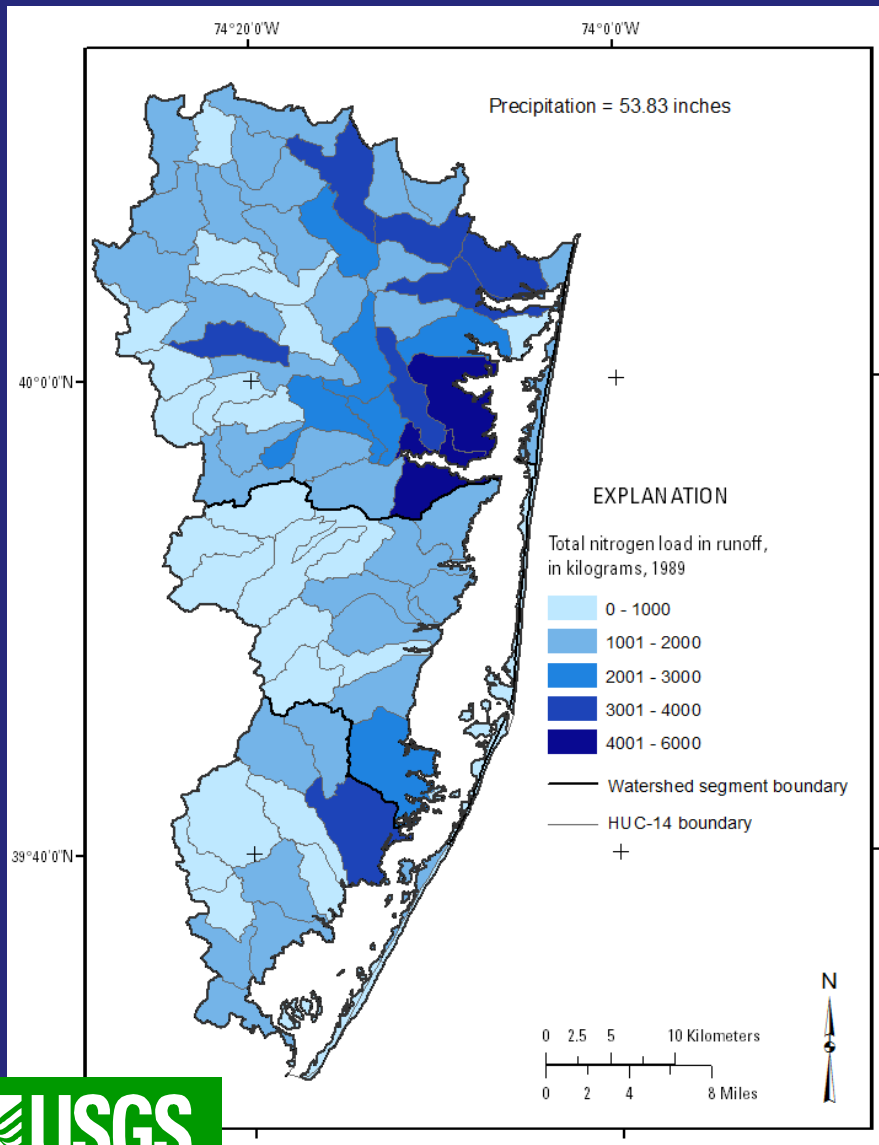 74°20'0"W
74°0'0"W
Precipitation = 53.83 inches
40°0'0"N
EXPLANATION
Total nitrogen load in runoff,
in kilograms, 1989
0 - 1000
1001 - 2000
2001 - 3000
3001 - 4000
4001 - 6000
Watershed segment boundary
HUC-14 boundary
39°40'0"N
N
0 2.5 5 10 Kilometers
0 2 4 8 Miles
USGS